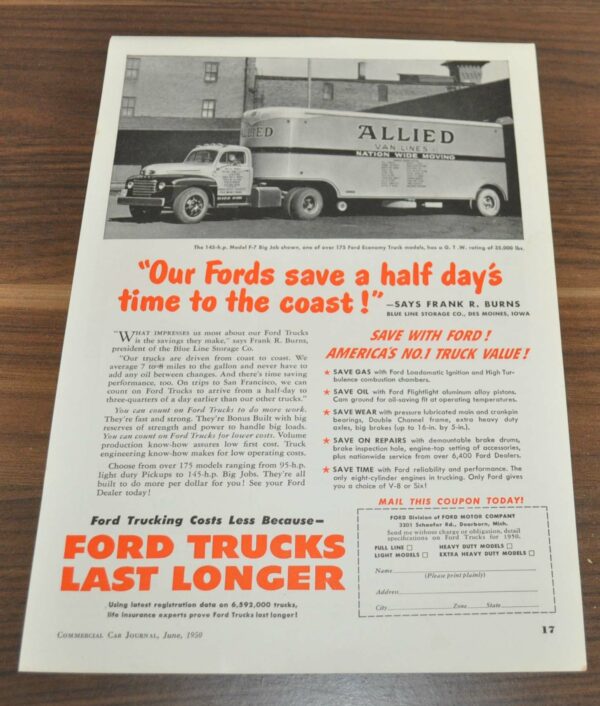 ALLIED
ALLIED
VAN LINES
NATION WIDE MOVING
The 145-h.p. Model F-7 Big Job shown, one of over 175 Ford Economy Truck models, has a G. T. W. rating of 35,000 lbs.
"Our Fords save a half day's
time to the coast!"
—SAYS FRANK R. BURNS
BLUE LINE STORAGE CO., DES MOINES, IOWA
"WHAT IMPRESSES us most about our Ford Trucks
is the savings they make," says Frank R. Burns,
president of the Blue Line Storage Co.
"Our trucks are driven from coast to coast. We
average 7 to 8 miles to the gallon and never have to
add any oil between changes. And there's time saving
performance, too. On trips to San Francisco, we can
count on Ford Trucks to arrive from a half-day to
three-quarters of a day earlier than our other trucks."
You can count on Ford Trucks to do more work.
They're fast and strong. They're Bonus Built with big
reserves of strength and power to handle big loads.
You can count on Ford Trucks for lower costs. Volume
production know-how assures low first cost. Truck
engineering know-how makes for low operating costs.
Choose from over 175 models ranging from 95-h.p.
light duty Pickups to 145-h.p. Big Jobs. They're all
built to do more per dollar for you! See your Ford
Dealer today!
SAVE WITH FORD!
AMERICA'S NO.1 TRUCK VALUE!
★ SAVE GAS with Ford Loadomatic Ignition and High Tur-
bulence combustion chambers.
★ SAVE OIL with Ford Flightlight aluminum alloy pistons.
Cam ground for oil-saving fit at operating temperatures.
★ SAVE WEAR with pressure lubricated main and crankpin
bearings, Double Channel frame, extra heavy duty
axles, big brakes (up to 16-in. by 5-in.).
★ SAVE ON REPAIRS with demountable brake drums,
brake inspection hole, engine-top setting of accessories,
plus nationwide service from over 6,400 Ford Dealers.
★ SAVE TIME with Ford reliability and performance. The
only eight-cylinder engines in trucking. Only Ford gives
you a choice of V-8 or Six!
MAIL THIS COUPON TODAY!
FORD Division of FORD MOTOR COMPANY
3301 Schaefer Rd., Dearborn, Mich.
Send me without charge or obligation, detail
specifications on Ford Trucks for 1950.
FULL LINE □ HEAVY DUTY MODELS □
LIGHT MODELS □ EXTRA HEAVY DUTY MODELS □
Name
(Please print plainly)
Address
City Zone State
Ford Trucking Costs Less Because—
FORD TRUCKS
LAST LONGER
Using latest registration data on 6,592,000 trucks,
life insurance experts prove Ford Trucks last longer!
COMMERCIAL CAR JOURNAL, June, 1950
17